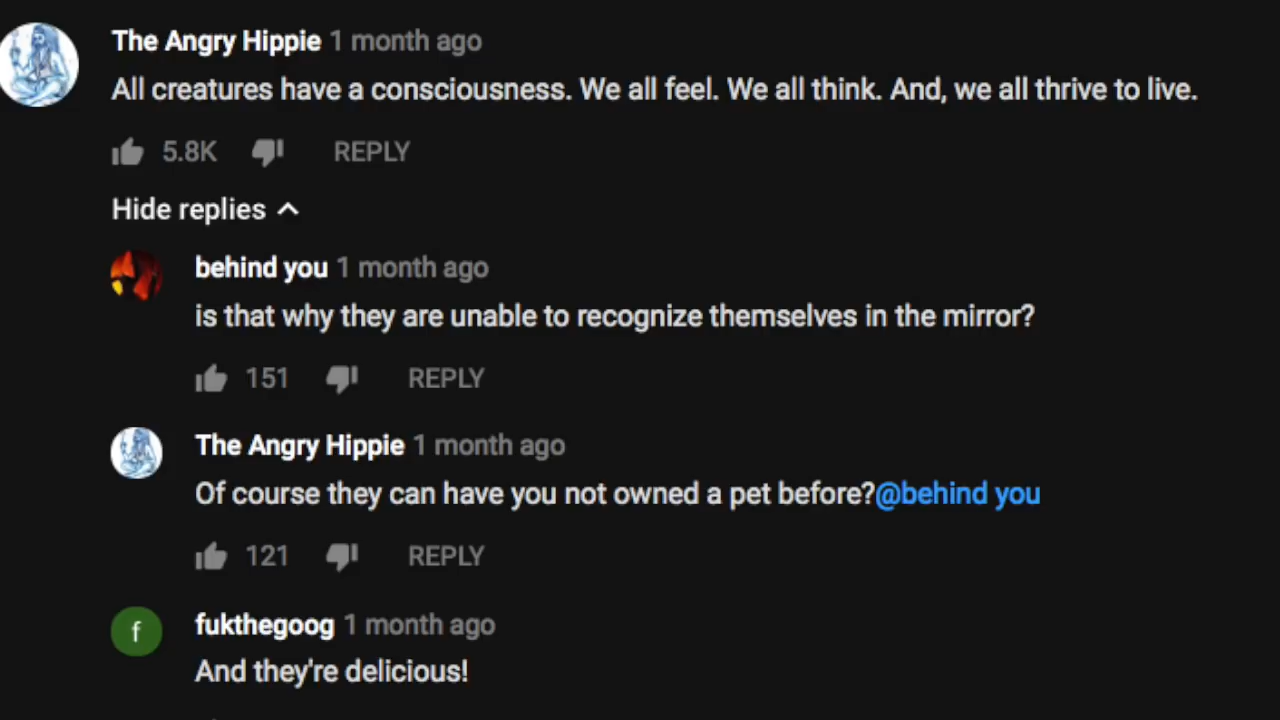 The Angry Hippie 1 month ago
All creatures have a consciousness. We all feel. We all think. And, we all thrive to live.
5.8K REPLY
Hide replies
behind you 1 month ago
is that why they are unable to recognize themselves in the mirror?
151 REPLY
The Angry Hippie 1 month ago
Of course they can have you not owned a pet before?@behind you
121 REPLY
f
fukthegoog 1 month ago
And they're delicious!